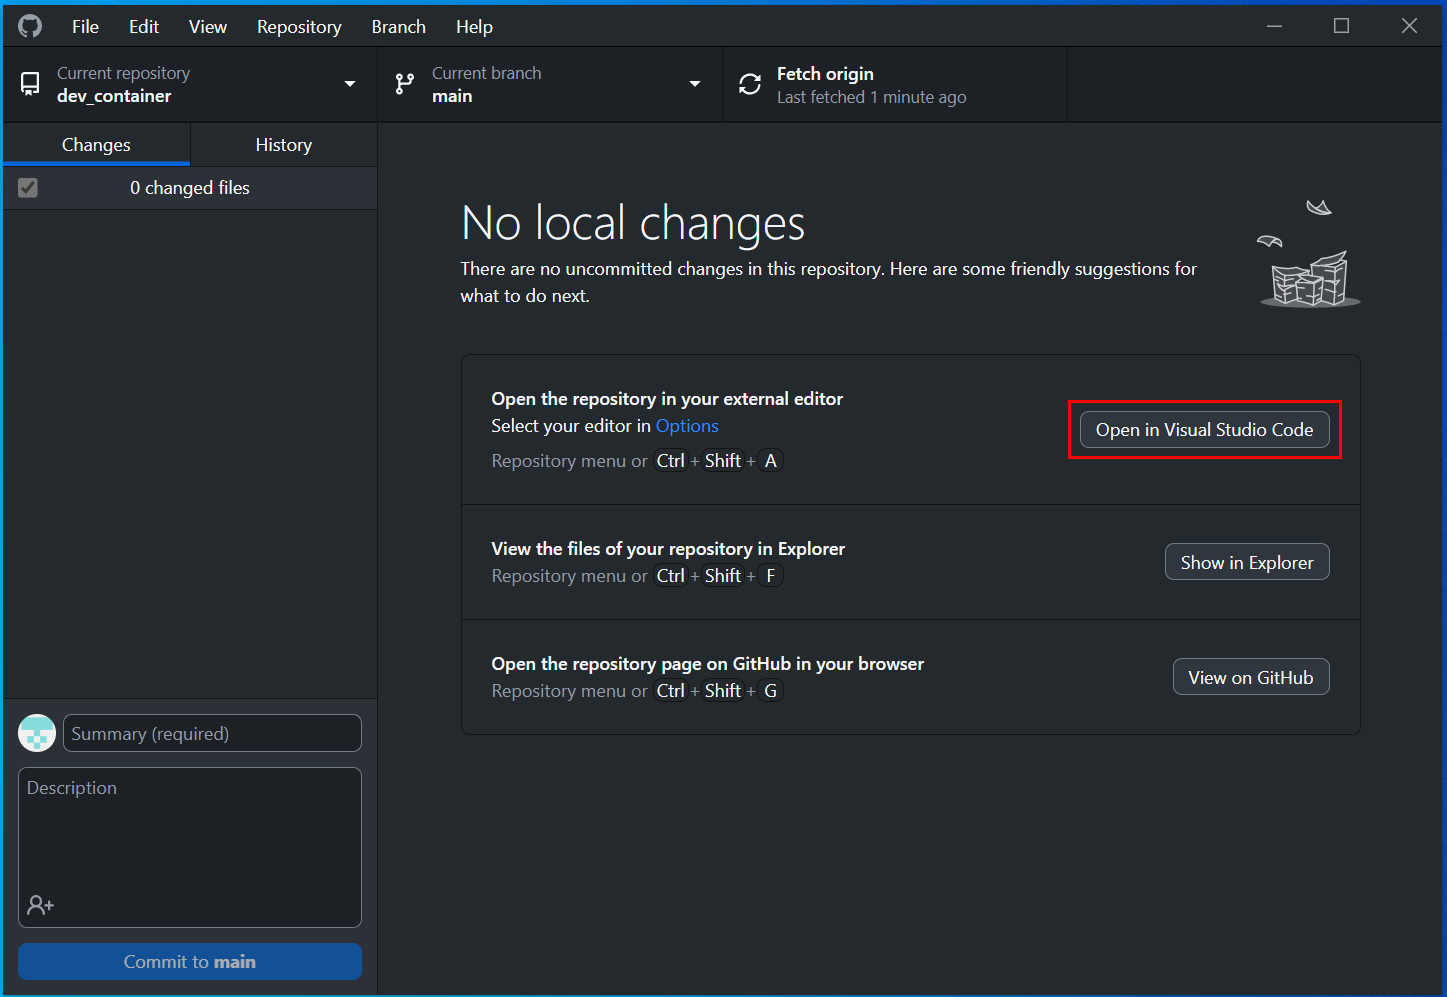 File Edit View Repository Branch Help
Current repository
dev_container
Current branch
main
Fetch origin
Last fetched 1 minute ago
Changes History
0 changed files
No local changes
There are no uncommitted changes in this repository. Here are some friendly suggestions for
what to do next.
Open the repository in your external editor
Select your editor in Options
Repository menu or Ctrl + Shift + A
Open in Visual Studio Code
View the files of your repository in Explorer
Repository menu or Ctrl + Shift + F
Show in Explorer
Open the repository page on GitHub in your browser
Repository menu or Ctrl + Shift + G
View on GitHub
Summary (required)
Description
Commit to main